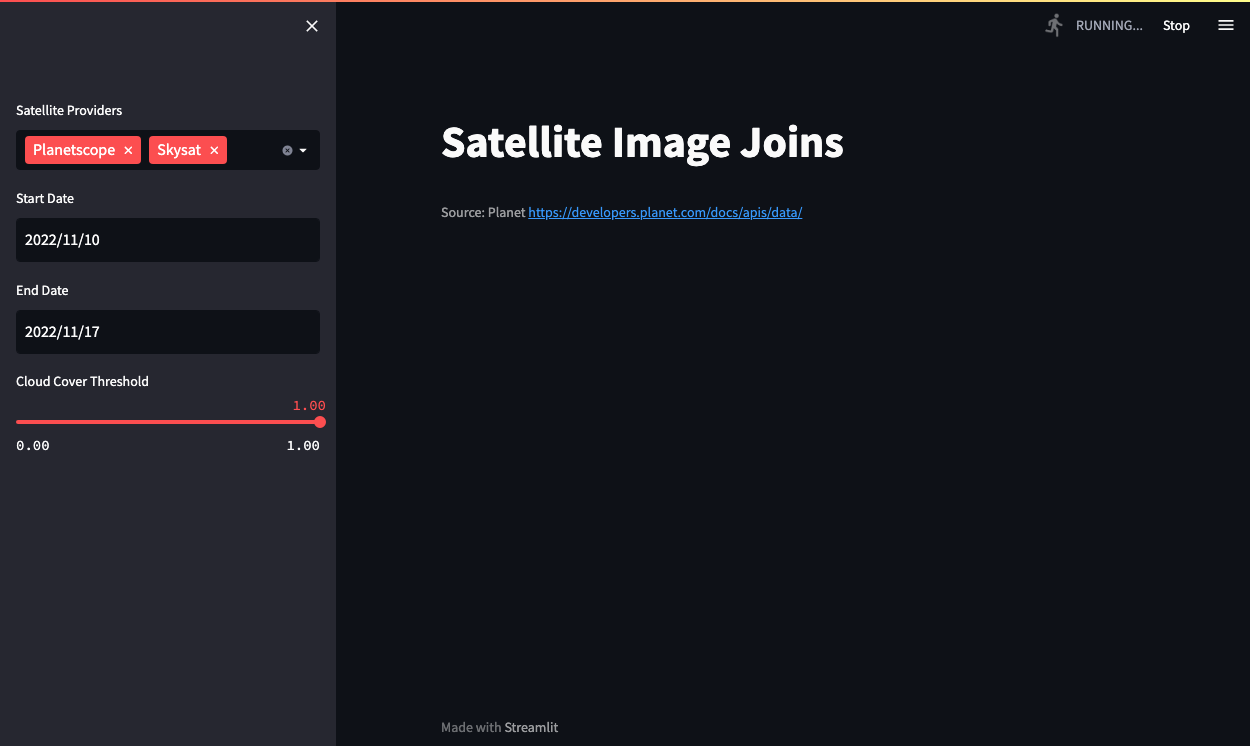 Satellite Providers
Planetscope
Skysat
Start Date
2022/11/10
End Date
2022/11/17
Cloud Cover Threshold
1.00
0.00 1.00
RUNNING... Stop
Satellite Image Joins
Source: Planet https://developers.planet.com/docs/apis/data/
Made with Streamlit